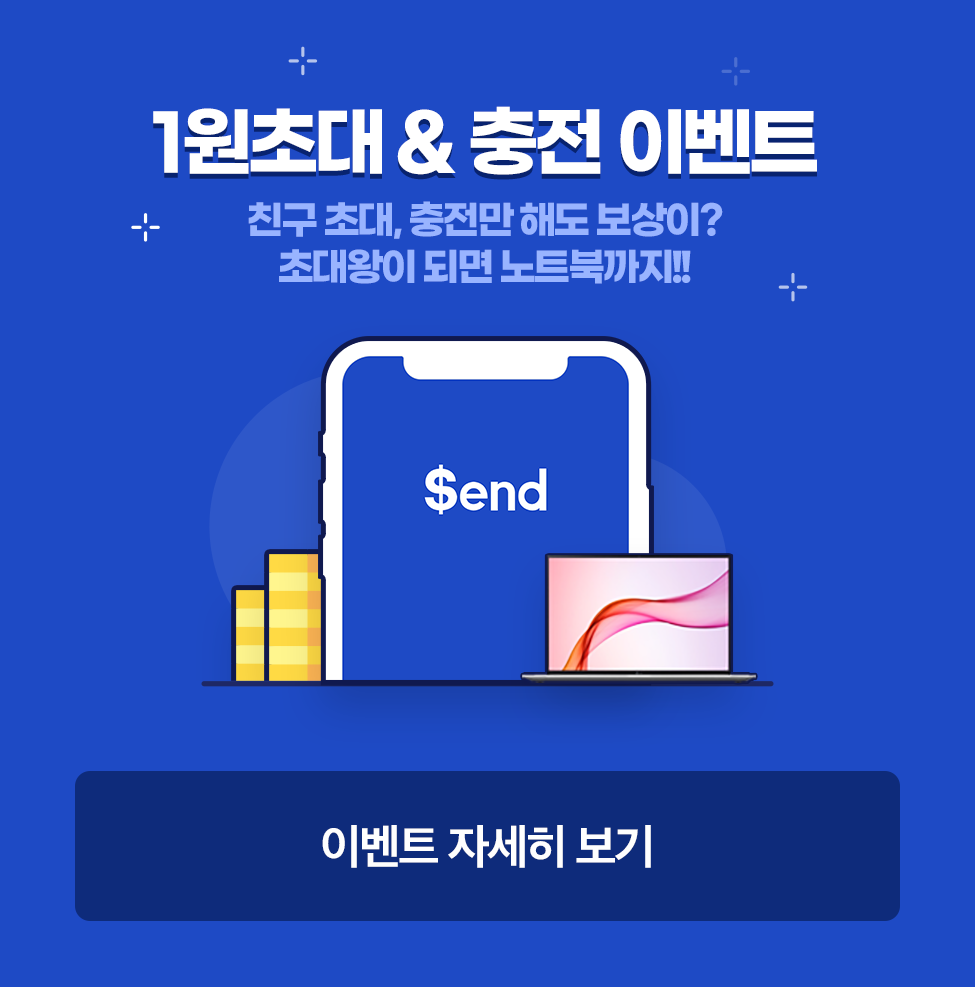 1원초대 & 충전 이벤트
친구 초대, 충전만 해도 보상이?
초대왕이 되면 노트북까지!!
$end
이벤트 자세히 보기